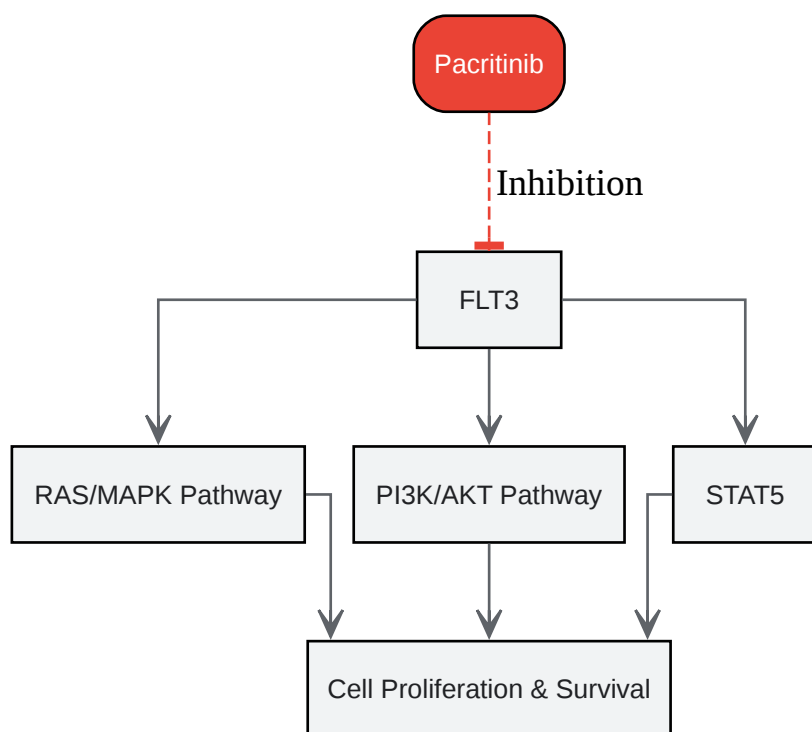 Pacritinib
Inhibition
FLT3
RAS/MAPK Pathway
PI3K/AKT Pathway
STAT5
Cell Proliferation & Survival